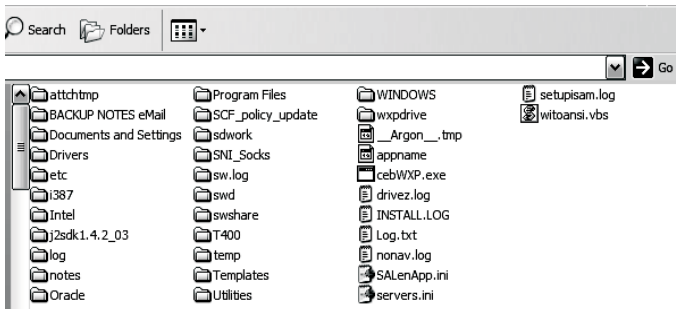 Search Folders
Go
attchtmp
BACKUP NOTES eMail
Documents and Settings
Drivers
etc
i387
Intel
j2sdk1.4.2_03
log
notes
Oracle
Program Files
SCF_policy_update
sdwork
SNI_Socks
sw.log
swd
swshare
T400
temp
Templates
Utilities
WINDOWS
wxpdrive
__Argon__.tmp
appname
cebWXP.exe
drivez.log
INSTALL.LOG
Log.txt
nonav.log
SALenApp.ini
servers.ini
setupisam.log
witoansi.vbs